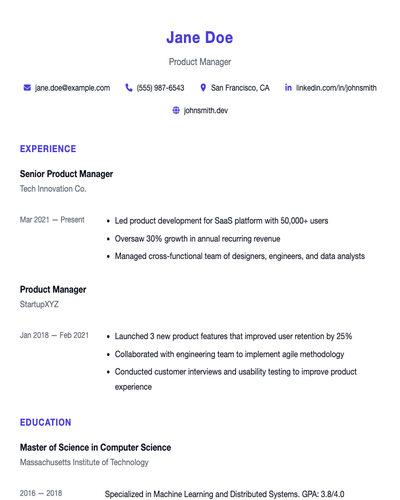 Jane Doe
Product Manager
jane.doe@example.com (555) 987-6543 San Francisco, CA linkedin.com/in/johnsmith
johnsmith.dev
EXPERIENCE
Senior Product Manager
Tech Innovation Co.
Mar 2021 — Present
• Led product development for SaaS platform with 50,000+ users
• Oversaw 30% growth in annual recurring revenue
• Managed cross-functional team of designers, engineers, and data analysts
Product Manager
StartupXYZ
Jan 2018 — Feb 2021
• Launched 3 new product features that improved user retention by 25%
• Collaborated with engineering team to implement agile methodology
• Conducted customer interviews and usability testing to improve product
experience
EDUCATION
Master of Science in Computer Science
Massachusetts Institute of Technology
2016 — 2018 Specialized in Machine Learning and Distributed Systems. GPA: 3.8/4.0